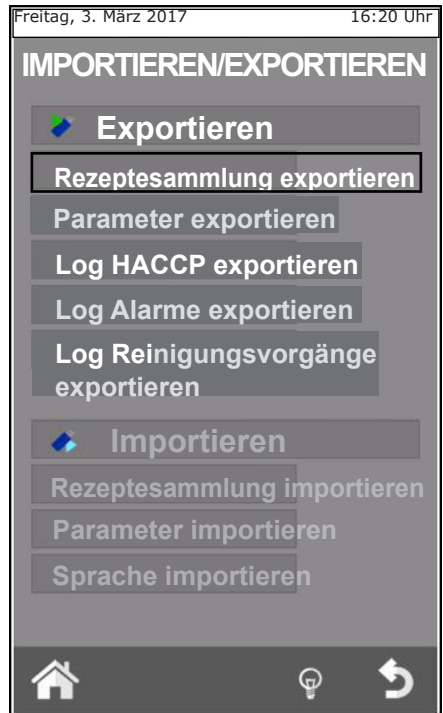 Freitag, 3. März 2017 16:20 Uhr
IMPORTIEREN/EXPORTIEREN
Exportieren
Rezeptesammlung exportieren
Parameter exportieren
Log HACCP exportieren
Log Alarme exportieren
Log Reinigungsvorgänge
exportieren
Importieren
Rezeptesammlung importieren
Parameter importieren
Sprache importieren